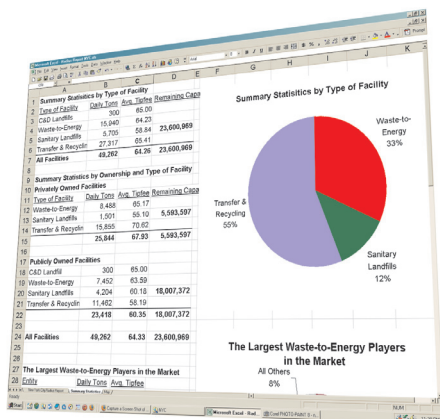 Summary Statistics by Type of Facility
Type of Facility Daily Tons Avg. Tipfee Remaining Capa
C&D Landfills 300 65.00
Waste-to-Energy 15,940 64.23
Sanitary Landfills 5,705 58.84 23,600,969
Transfer & Recyclin 27,317 65.41
All Facilities 49,262 64.26 23,600,969
Summary Statistics by Ownership and Type of Facility
Privately Owned Facilities
Type of Facility Daily Tons Avg. Tipfee Remaining Capa
Waste-to-Energy 8,488 65.17
Sanitary Landfills 1,501 55.10 5,593,597
Transfer & Recyclin 15,855 70.62
25,844 67.93 5,593,597
Publicly Owned Facilities
C&D Landfill 300 65.00
Waste-to-Energy 7,452 63.59
Sanitary Landfills 4,204 60.18 18,007,372
Transfer & Recyclin 11,462 58.19
23,418 60.35 18,007,372
All Facilities 49,262 64.33 23,600,969
The Largest Waste-to-Energy Players in the Market
Entity Daily Tons Avg. Tipfee
Summary Statistics by Type of Facility
Waste-to-
Energy
33%
Transfer &
Recycling
55%
Sanitary
Landfills
12%
The Largest Waste-to-Energy Players
in the Market
All Others
8%